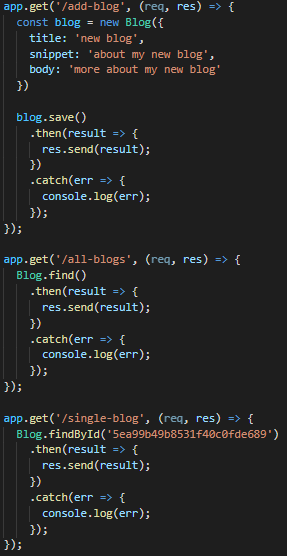 app.get('/add-blog', (req, res) => {
  const blog = new Blog({
    title: 'new blog',
    snippet: 'about my new blog',
    body: 'more about my new blog'
  })

  blog.save()
    .then(result => {
      res.send(result);
    })
    .catch(err => {
      console.log(err);
    });
});

app.get('/all-blogs', (req, res) => {
  Blog.find()
    .then(result => {
      res.send(result);
    })
    .catch(err => {
      console.log(err);
    });
});

app.get('/single-blog', (req, res) => {
  Blog.findById('5ea99b49b8531f40c0fde689')
    .then(result => {
      res.send(result);
    })
    .catch(err => {
      console.log(err);
    });
});